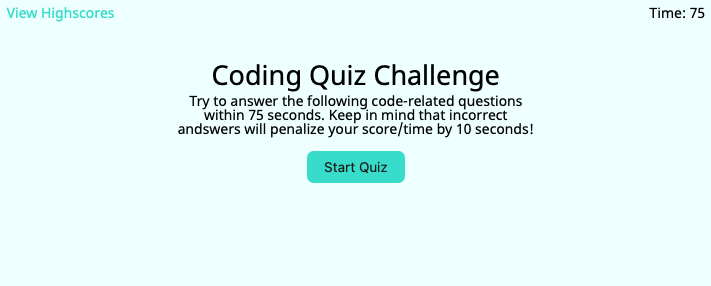 View Highscores
Time: 75
Coding Quiz Challenge
Try to answer the following code-related questions
within 75 seconds. Keep in mind that incorrect
andswers will penalize your score/time by 10 seconds!
Start Quiz